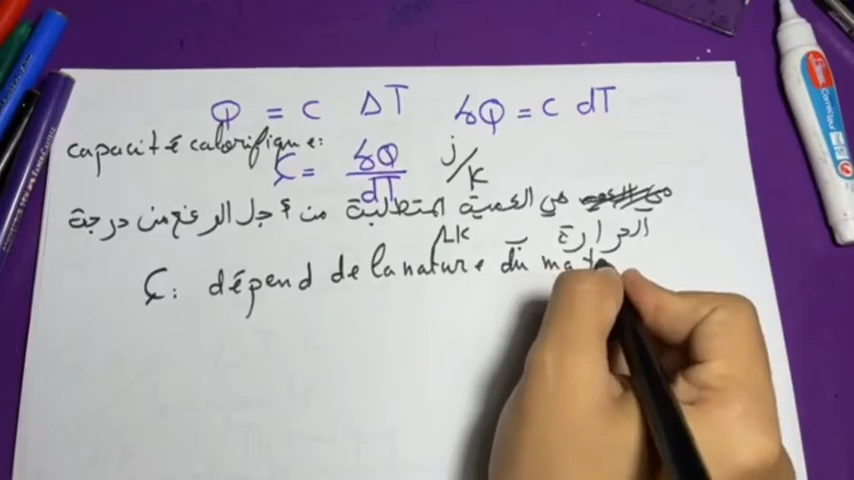 Q = C ΔT δQ = C dT
capacité calorifique:
C = δQ/dT j/K
هي الكمية المتطلبة من أجل الرفع من درجة
الحرارة ب 1K
C: dépend de la nature du mat